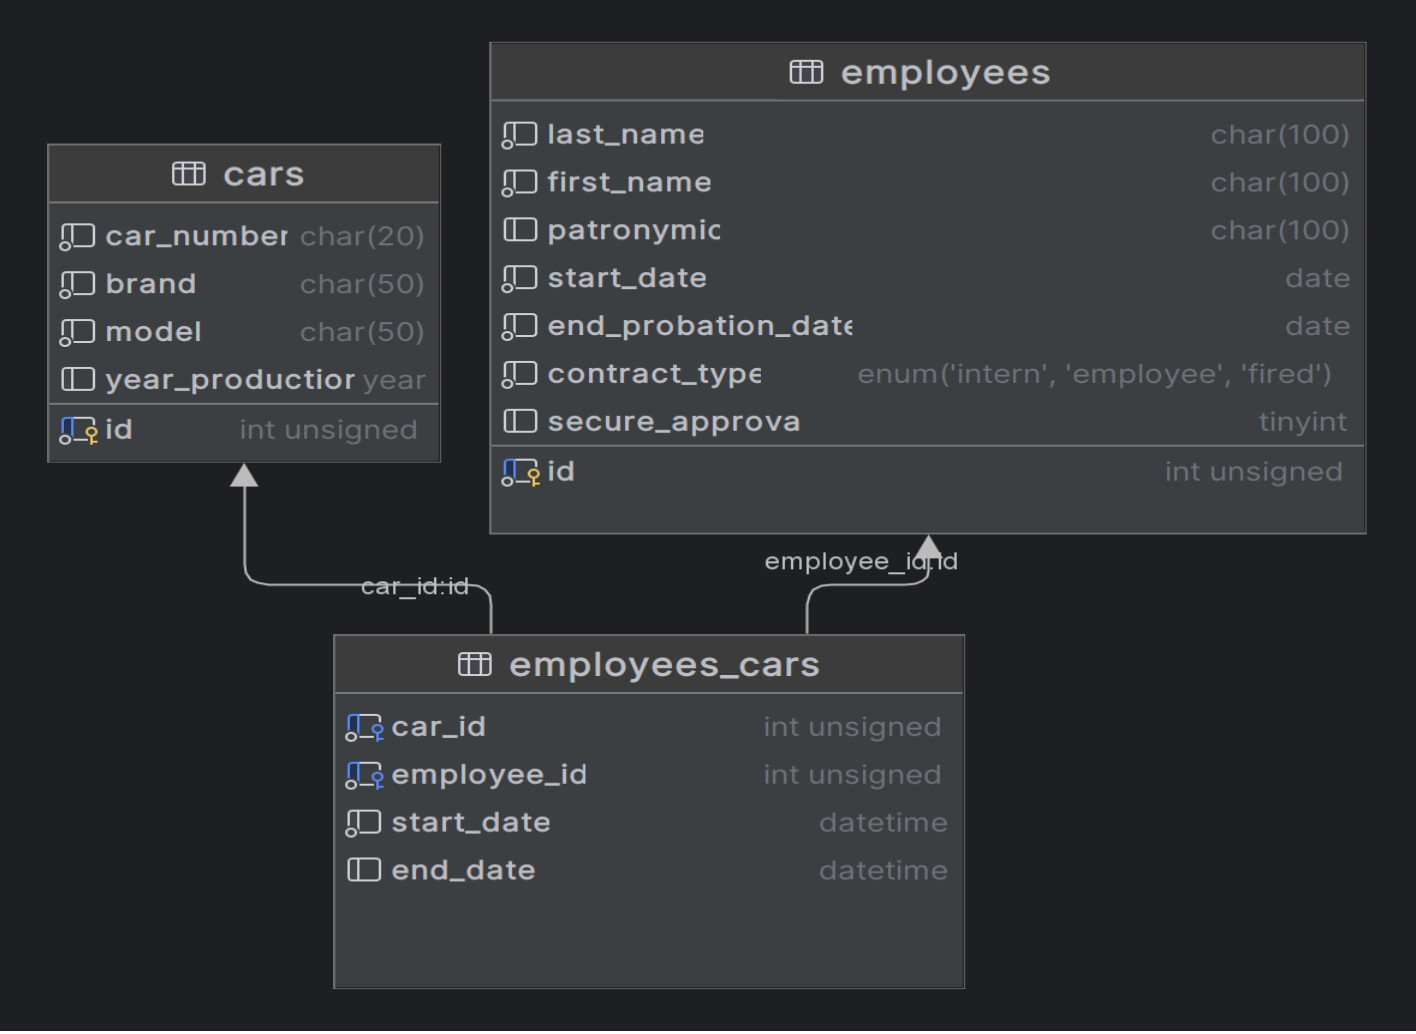 employees
last_name char(100)
first_name char(100)
patronymic char(100)
start_date date
end_probation_date date
contract_type enum('intern', 'employee', 'fired')
secure_approva tinyint
id int unsigned
cars
car_number char(20)
brand char(50)
model char(50)
year_production year
id int unsigned
car_id:id
employee_id:id
employees_cars
car_id int unsigned
employee_id int unsigned
start_date datetime
end_date datetime